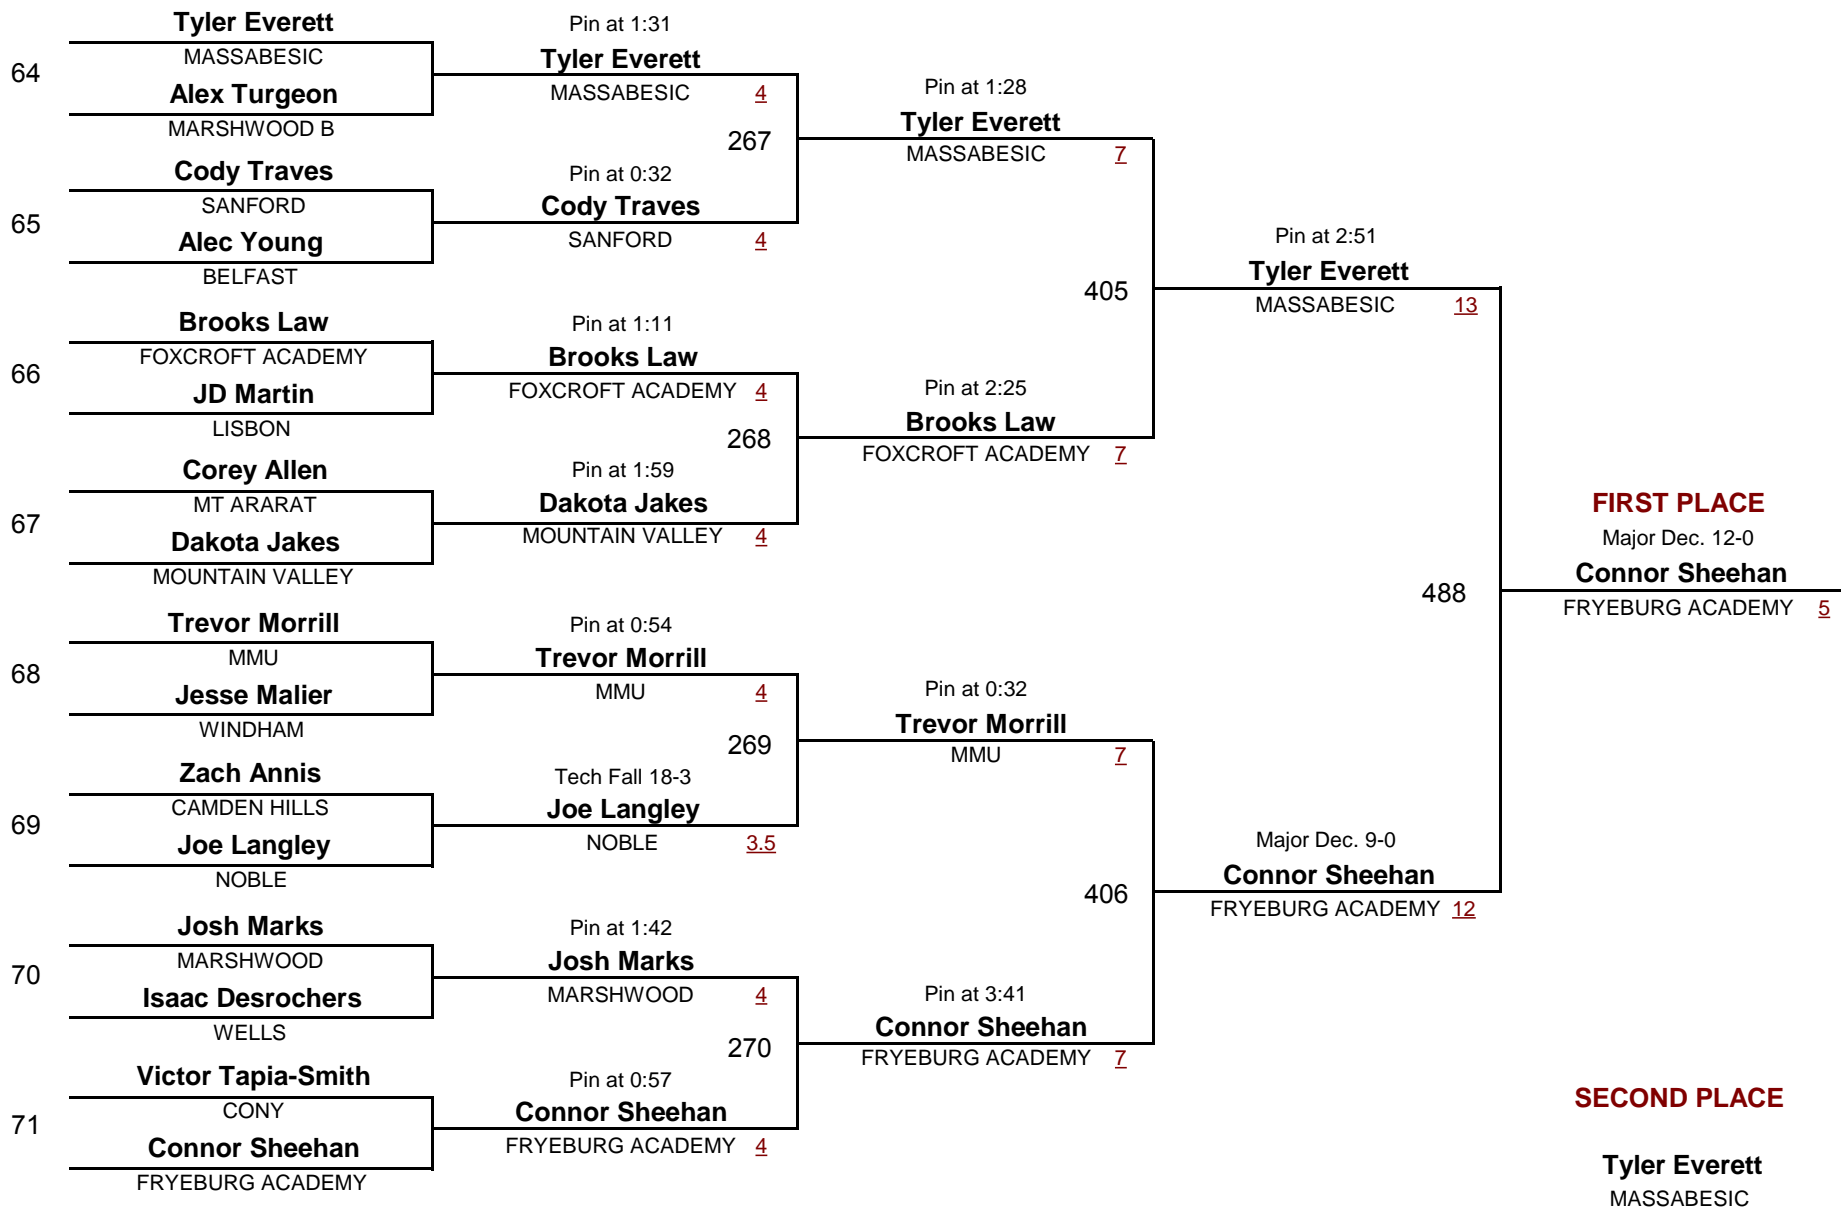 Tyler Everett
MASSABESIC
64
Alex Turgeon
MARSHWOOD B
Cody Traves
SANFORD
65
Alec Young
BELFAST
Brooks Law
FOXCROFT ACADEMY
66
JD Martin
LISBON
Corey Allen
MT ARARAT
67
Dakota Jakes
MOUNTAIN VALLEY
Trevor Morrill
MMU
68
Jesse Malier
WINDHAM
Zach Annis
CAMDEN HILLS
69
Joe Langley
NOBLE
Josh Marks
MARSHWOOD
70
Isaac Desrochers
WELLS
Victor Tapia-Smith
CONY
71
Connor Sheehan
FRYEBURG ACADEMY
Pin at 1:31
Tyler Everett
MASSABESIC 4
267
Pin at 0:32
Cody Traves
SANFORD 4
Pin at 1:11
Brooks Law
FOXCROFT ACADEMY 4
268
Pin at 1:59
Dakota Jakes
MOUNTAIN VALLEY 4
Pin at 0:54
Trevor Morrill
MMU 4
269
Tech Fall 18-3
Joe Langley
NOBLE 3.5
Pin at 1:42
Josh Marks
MARSHWOOD 4
270
Pin at 0:57
Connor Sheehan
FRYEBURG ACADEMY 4
Pin at 1:28
Tyler Everett
MASSABESIC 7
405
Pin at 2:25
Brooks Law
FOXCROFT ACADEMY 7
Pin at 0:32
Trevor Morrill
MMU 7
406
Pin at 3:41
Connor Sheehan
FRYEBURG ACADEMY 7
Pin at 2:51
Tyler Everett
MASSABESIC 13
488
Major Dec. 9-0
Connor Sheehan
FRYEBURG ACADEMY 12
FIRST PLACE
Major Dec. 12-0
Connor Sheehan
FRYEBURG ACADEMY 5
SECOND PLACE
Tyler Everett
MASSABESIC